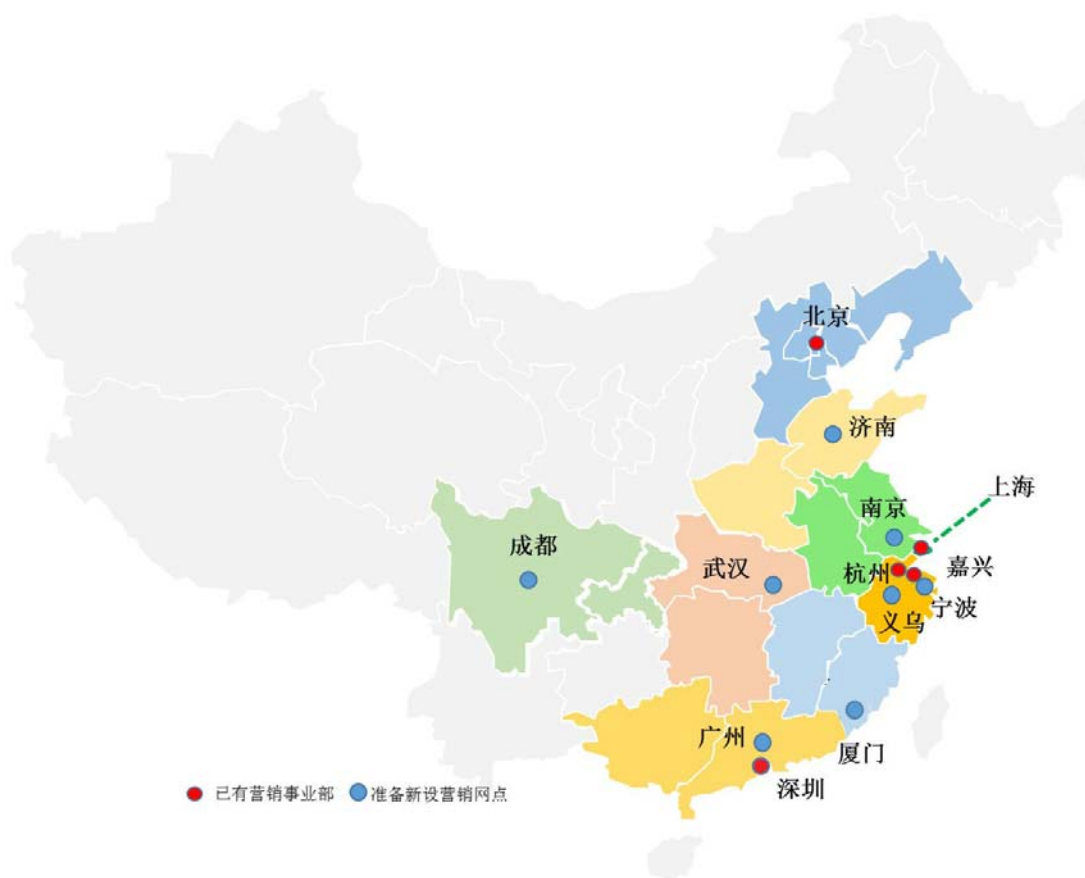 北京
济南
上海
南京
成都
武汉
杭州
嘉兴
宁波
义乌
广州
厦门
深圳
已有营销事业部
准备新设营销网点